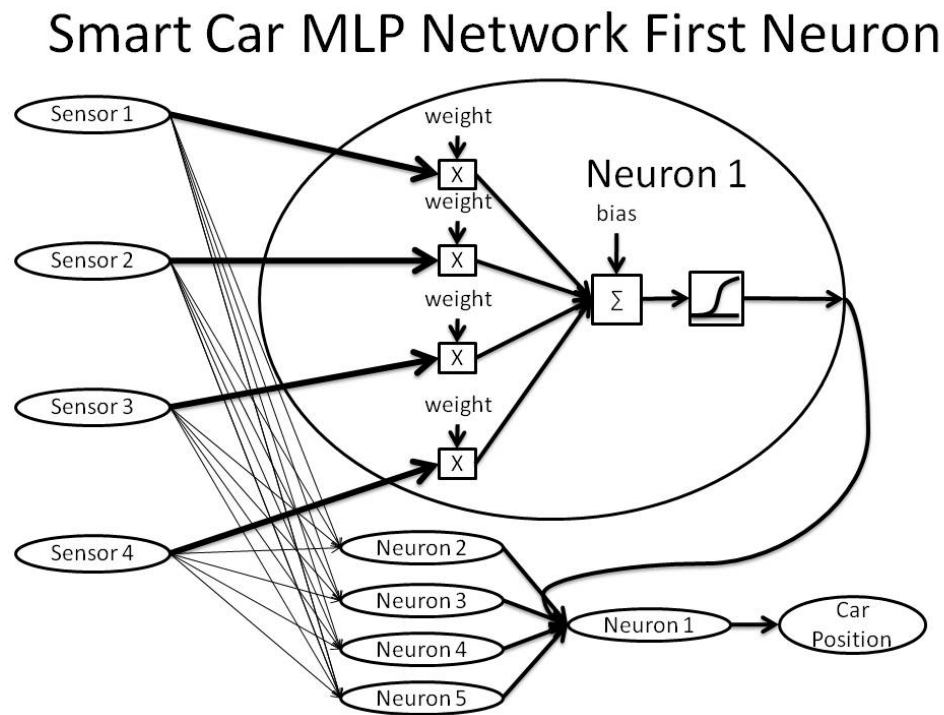 Smart Car MLP Network First Neuron
Sensor 1
weight
X
Neuron 1
weight
bias
Sensor 2
X
Σ
weight
Sensor 3
X
weight
X
Sensor 4
Neuron 2
Neuron 3
Neuron 4
Neuron 5
Neuron 1
Car
Position